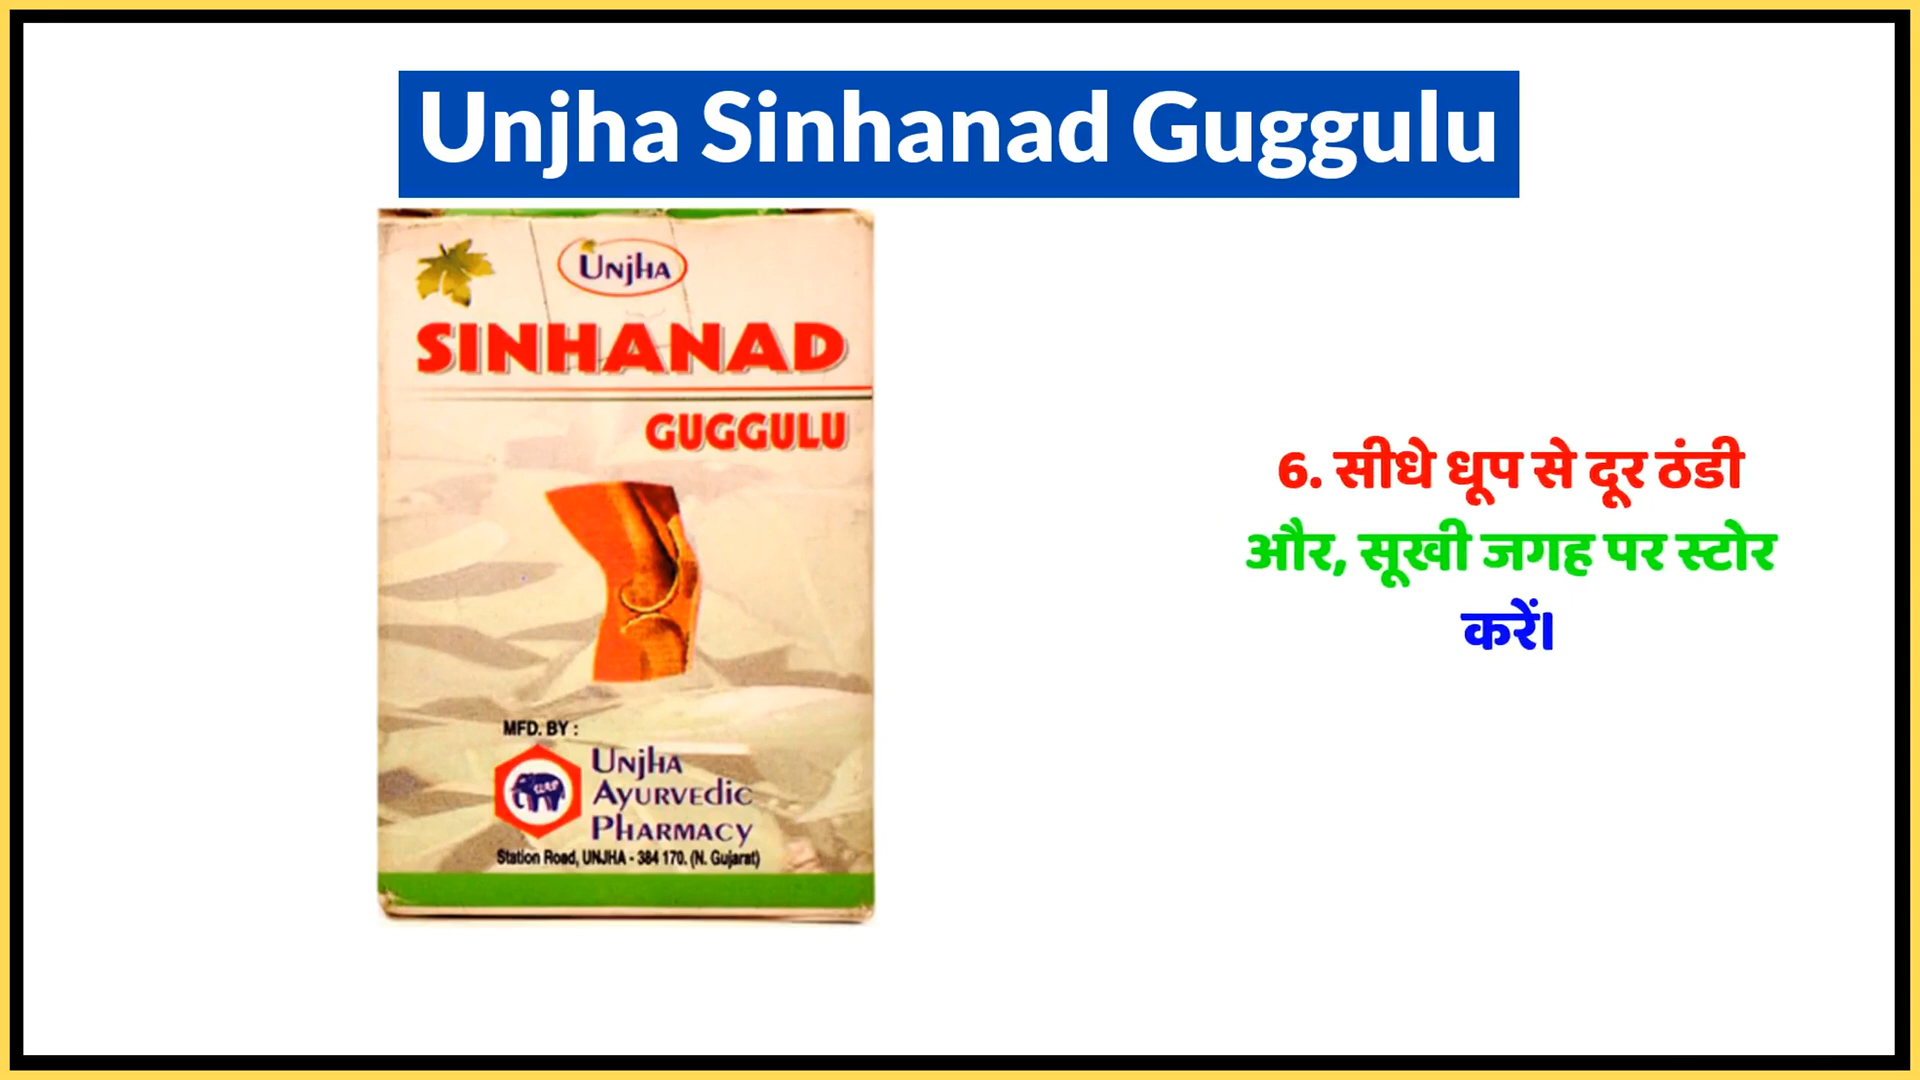 Unjha Sinhanad Guggulu
UNJHA
SINHANAD
GUGGULU
MFD. BY :
UNJHA
AYURVEDIC
PHARMACY
Station Road, UNJHA - 384 170. (N. Gujarat)
6. सीधे धूप से दूर ठंडी
और, सूखी जगह पर स्टोर
करें।